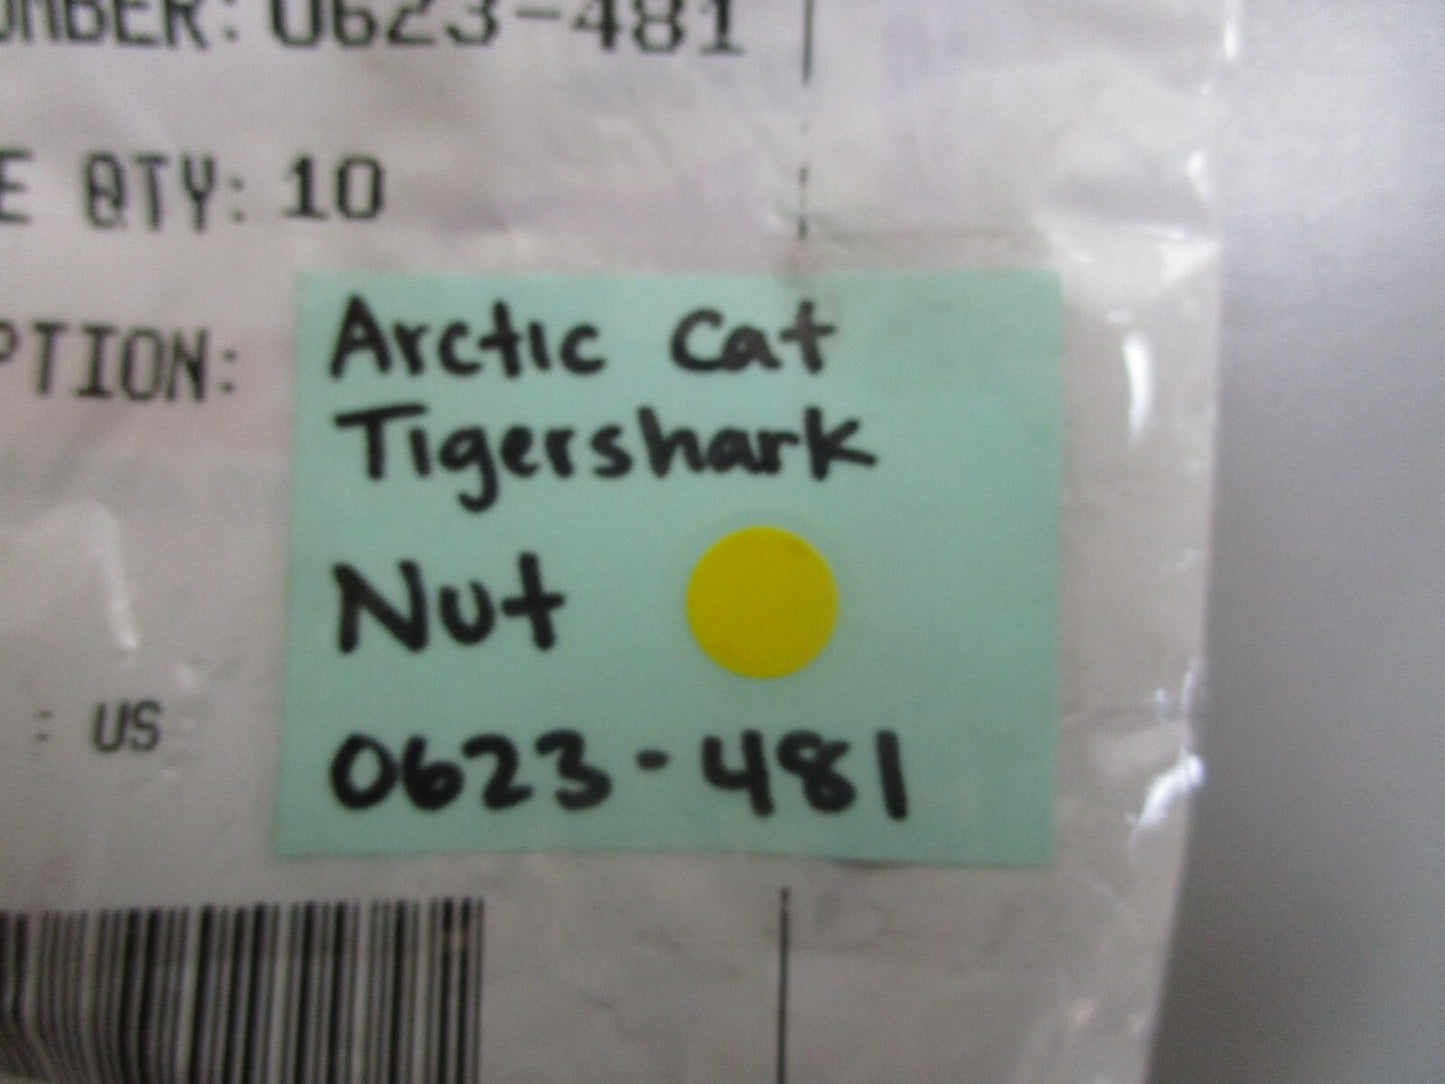 UMBER: 0623-481
E QTY: 10
PTION:
Arctic Cat
Tigershark
Nut
0623-481
: US